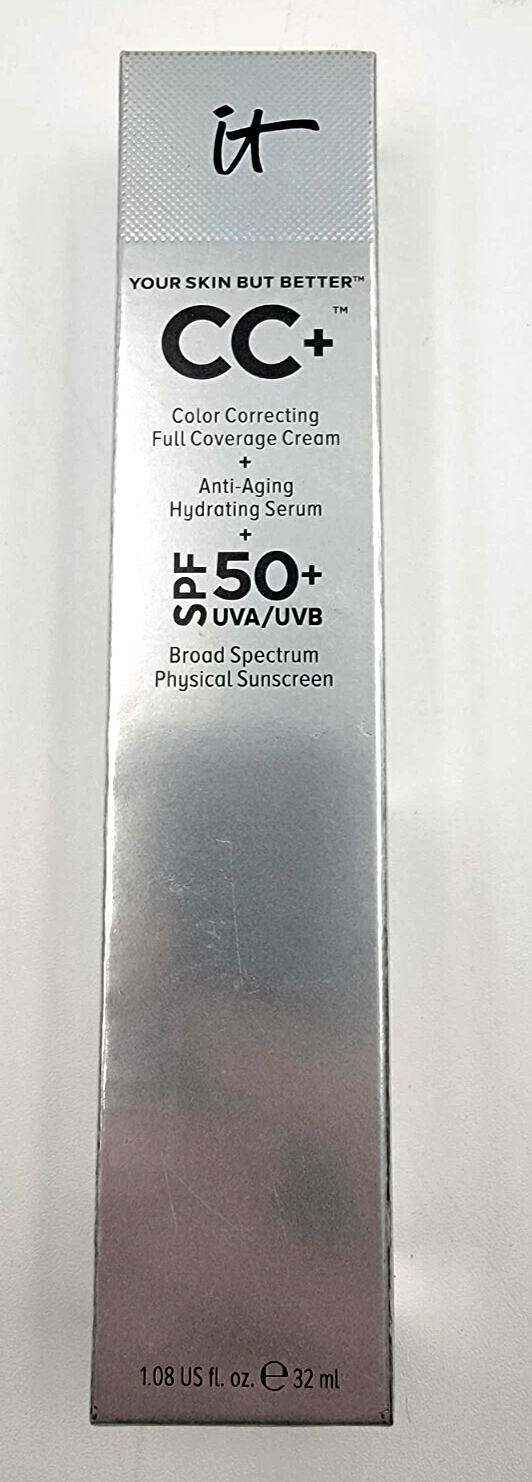 it
YOUR SKIN BUT BETTER™
CC+™
Color Correcting
Full Coverage Cream
+
Anti-Aging
Hydrating Serum
+
SPF 50+
UVA/UVB
Broad Spectrum
Physical Sunscreen
1.08 US fl. oz. ℮ 32 ml